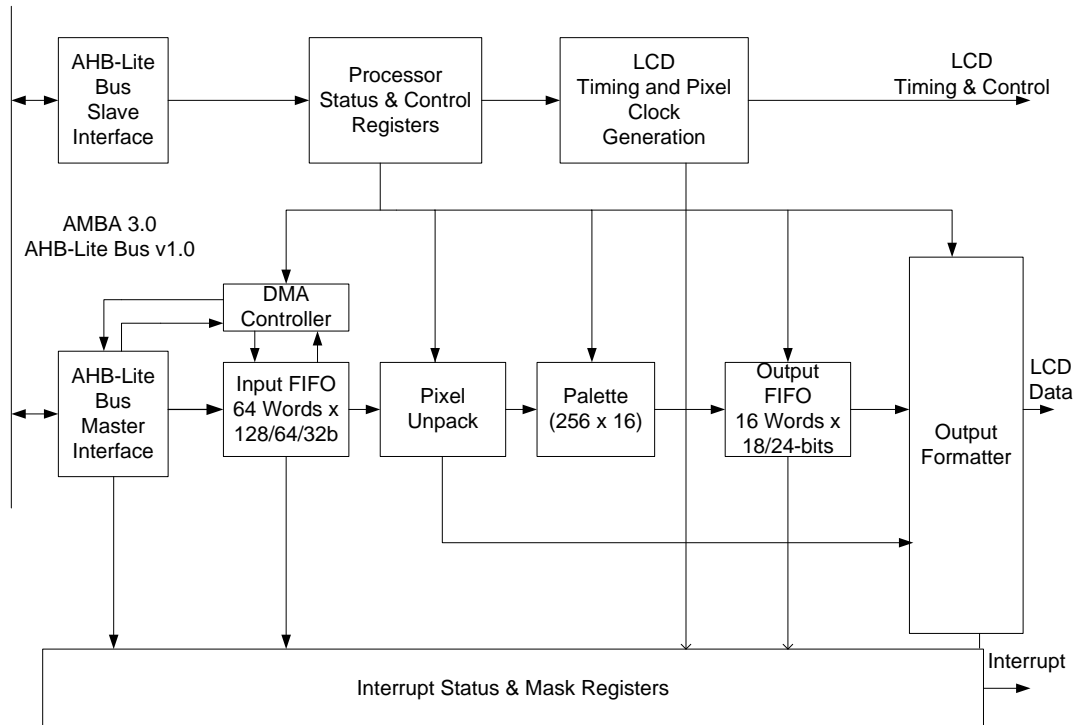 AHB-Lite
Bus
Slave
Interface
Processor
Status & Control
Registers
LCD
Timing and Pixel
Clock
Generation
LCD
Timing & Control
AMBA 3.0
AHB-Lite Bus v1.0
DMA
Controller
AHB-Lite
Bus
Master
Interface
Input FIFO
64 Words x
128/64/32b
Pixel
Unpack
Palette
(256 x 16)
Output
FIFO
16 Words x
18/24-bits
Output
Formatter
LCD
Data
Interrupt Status & Mask Registers
Interrupt